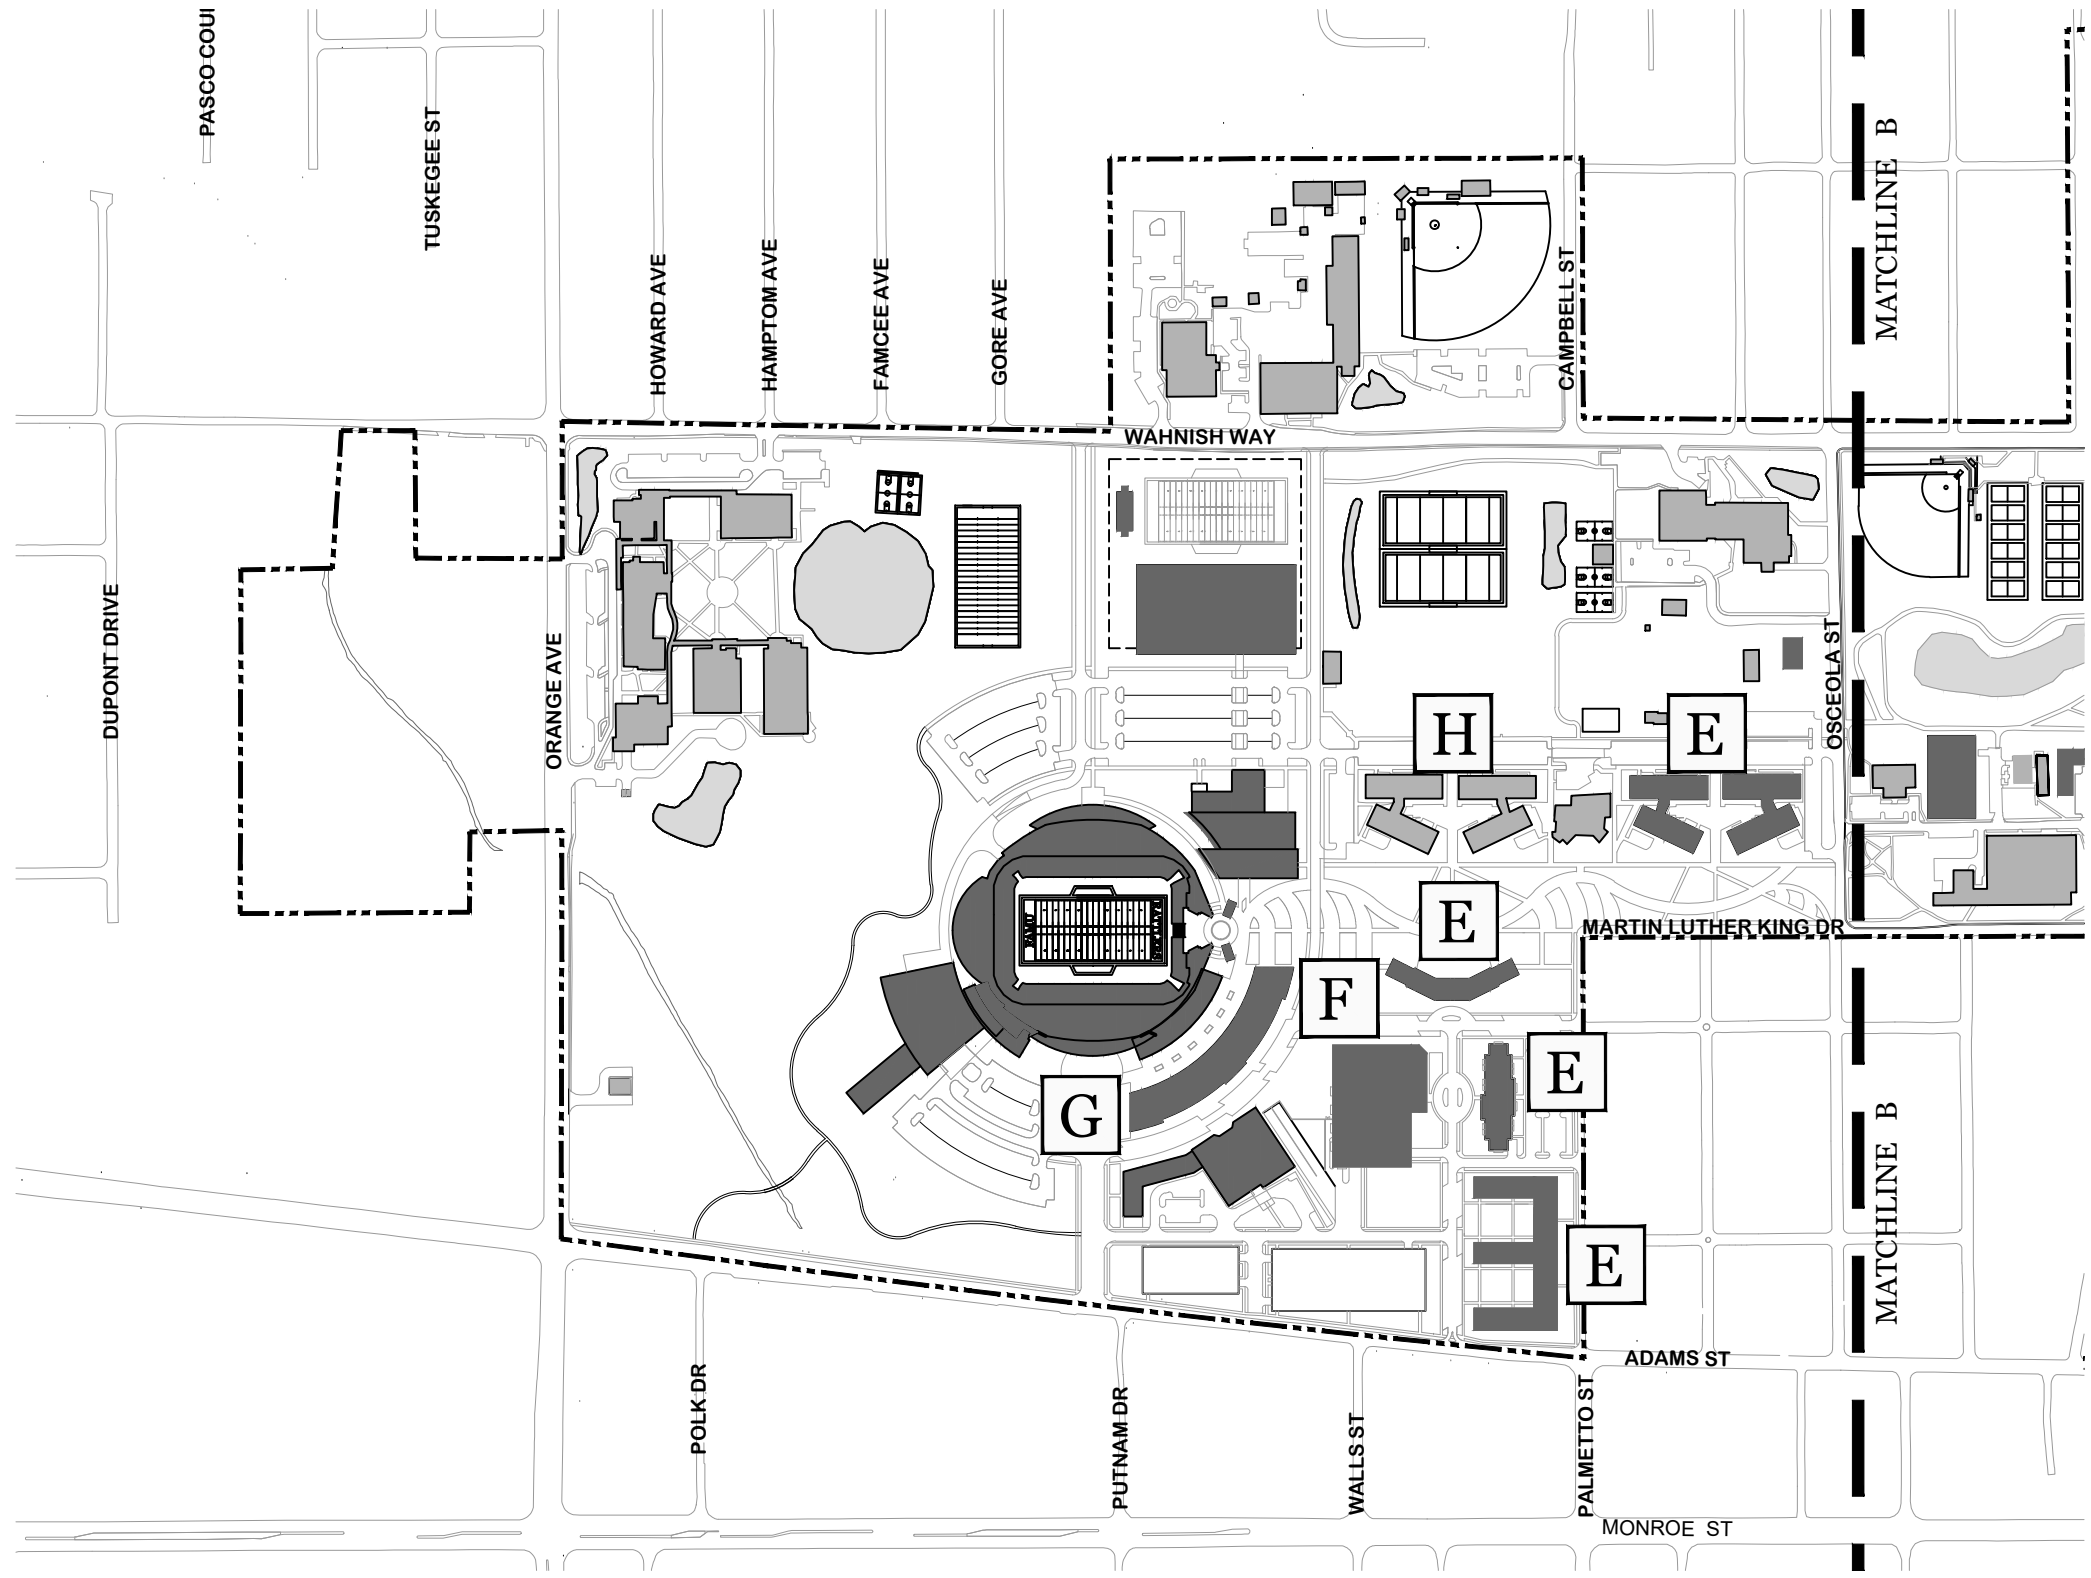 PASCO COU
TUSKEGEE ST
HOWARD AVE
HAMPTOM AVE
FAMCEE AVE
GORE AVE
CAMPBELL ST
MATCHLINE B
WAHNISH WAY
DUPONT DRIVE
ORANGE AVE
OSCEOLA ST
H
E
E
MARTIN LUTHER KING DR
FAMU
F
E
G
E
MATCHLINE B
ADAMS ST
POLK DR
PUTNAM DR
WALLS ST
PALMETTO ST
MONROE ST